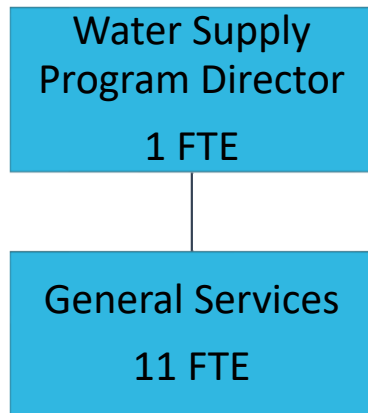 Water Supply
Program Director
1 FTE
General Services
11 FTE